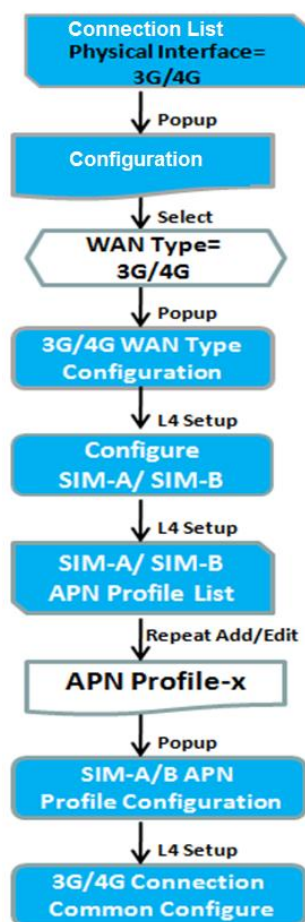 Connection List
Physical Interface=
3G/4G
Popup
Configuration
Select
WAN Type=
3G/4G
Popup
3G/4G WAN Type
Configuration
L4 Setup
Configure
SIM-A/ SIM-B
L4 Setup
SIM-A/ SIM-B
APN Profile List
Repeat Add/Edit
APN Profile-x
Popup
SIM-A/B APN
Profile Configuration
L4 Setup
3G/4G Connection
Common Configure